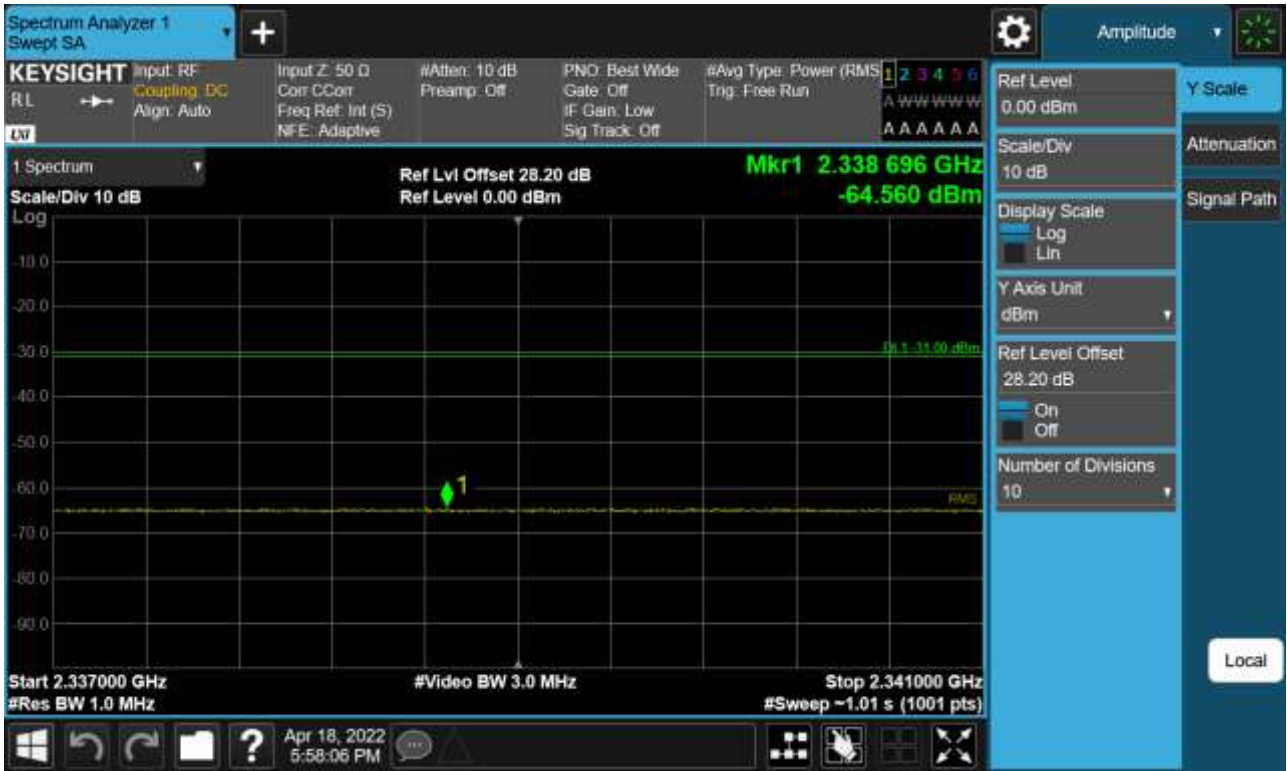 Spectrum Analyzer 1
Swept SA
+
Amplitude
KEYSIGHT
RL
LXI
Input: RF
Coupling: DC
Align: Auto
Input Z: 50 Ω
Corr CCorr
Freq Ref: Int (S)
NFE: Adaptive
#Atten: 10 dB
Preamp: Off
PNO: Best Wide
Gate: Off
IF Gain: Low
Sig Track: Off
#Avg Type: Power (RMS
Trig: Free Run
1 2 3 4 5 6
A W W W W W
A A A A A A
1 Spectrum
Scale/Div 10 dB
Ref Lvl Offset 28.20 dB
Ref Level 0.00 dBm
Mkr1 2.338 696 GHz
-64.560 dBm
Log
-10.0
-20.0
-30.0
DL1 -31.00 dBm
-40.0
-50.0
-60.0
1
RMS
-70.0
-80.0
-90.0
Start 2.337000 GHz
#Video BW 3.0 MHz
Stop 2.341000 GHz
#Res BW 1.0 MHz
#Sweep ~1.01 s (1001 pts)
Ref Level
0.00 dBm
Scale/Div
10 dB
Display Scale
Log
Lin
Y Axis Unit
dBm
Ref Level Offset
28.20 dB
On
Off
Number of Divisions
10
Y Scale
Attenuation
Signal Path
Local
?
Apr 18, 2022
5:58:06 PM